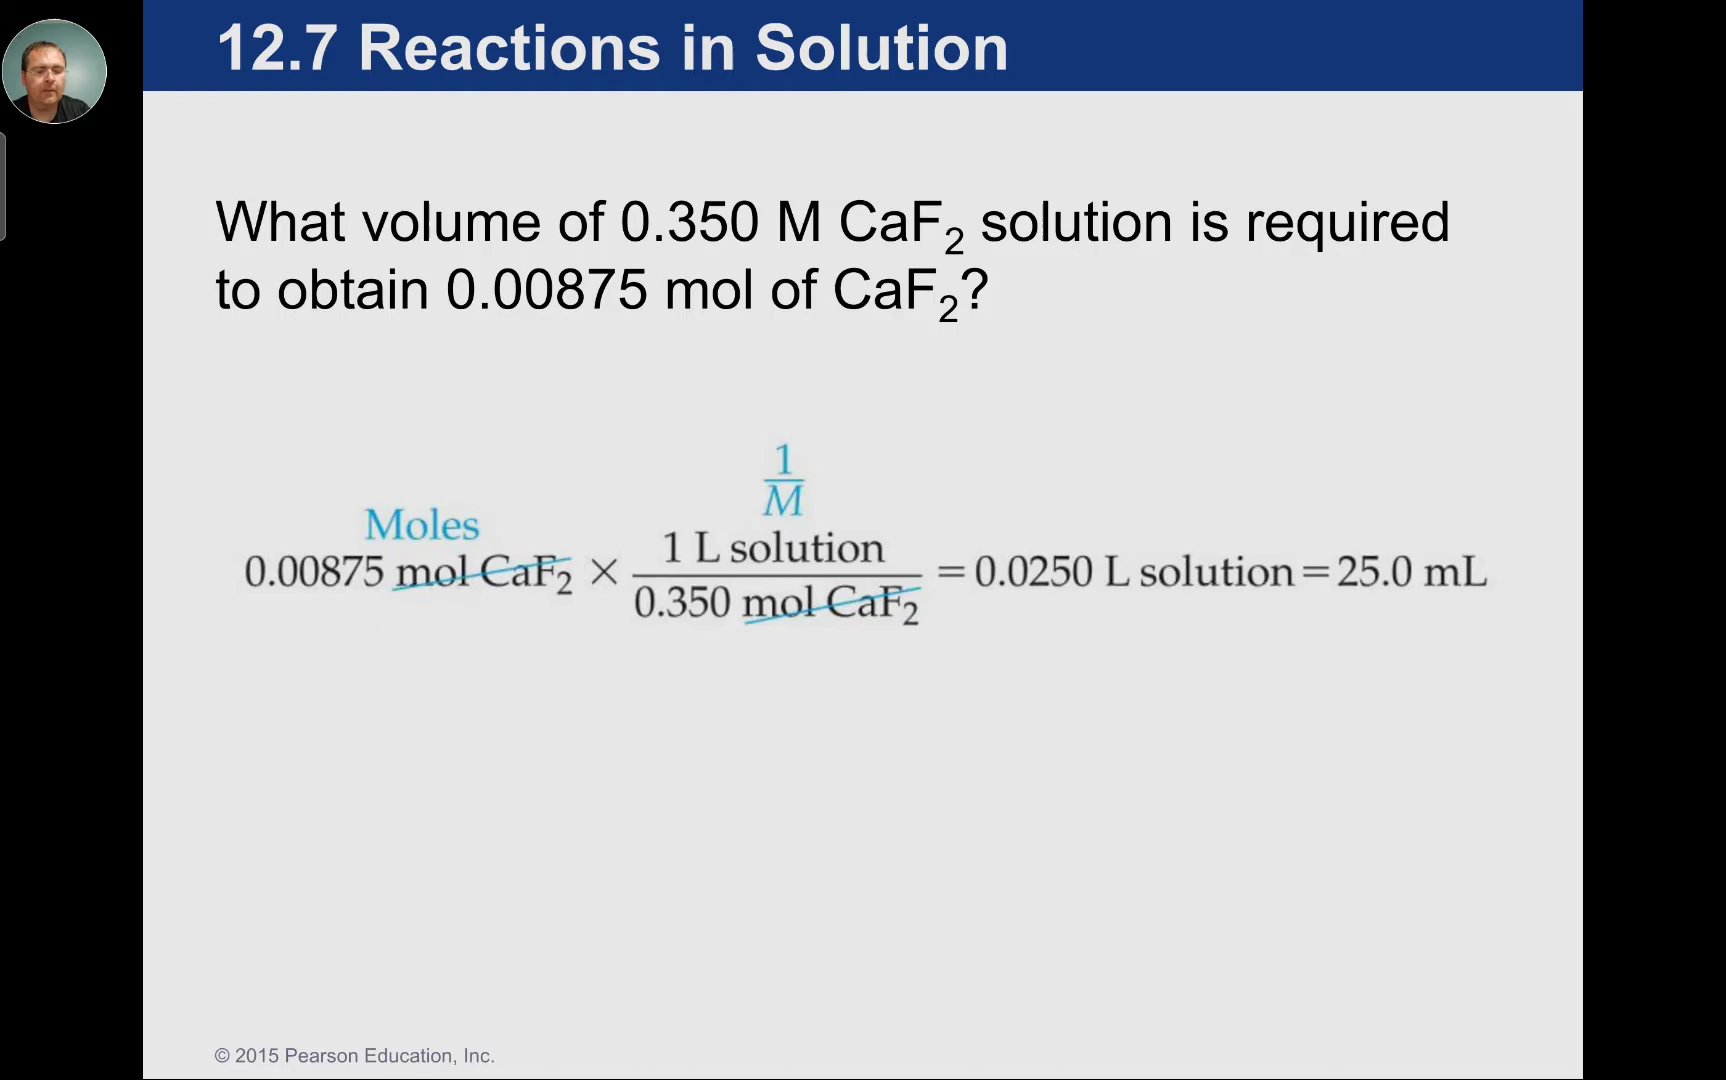 12.7 Reactions in Solution
What volume of 0.350 M CaF₂ solution is required
to obtain 0.00875 mol of CaF₂?
1
M
Moles
1 L solution
0.00875 mol CaF₂ × = 0.0250 L solution = 25.0 mL
0.350 mol CaF₂
© 2015 Pearson Education, Inc.